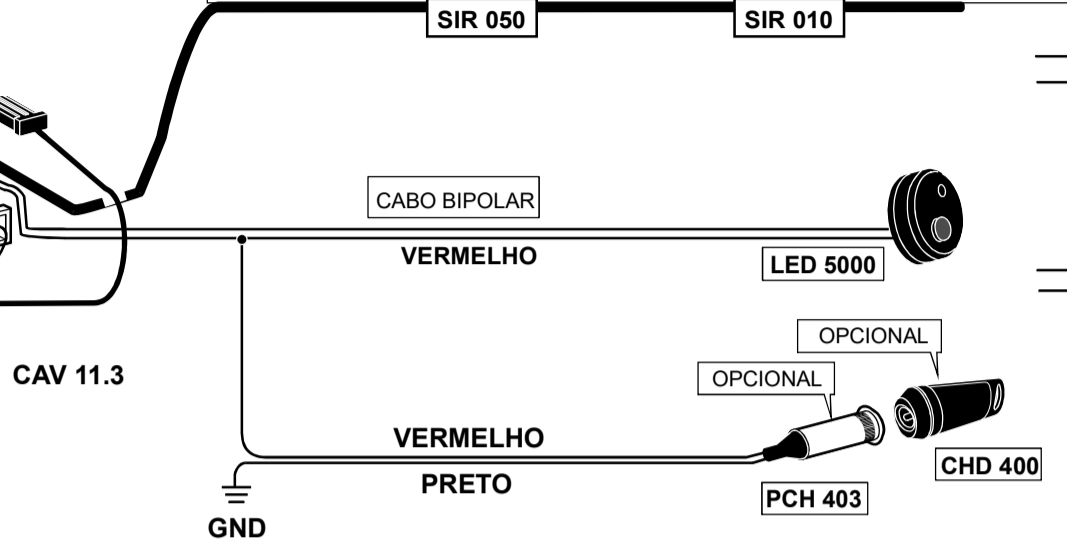 SIR 050
SIR 010
CABO BIPOLAR
VERMELHO
LED 5000
OPCIONAL
OPCIONAL
CAV 11.3
VERMELHO
PRETO
CHD 400
PCH 403
GND